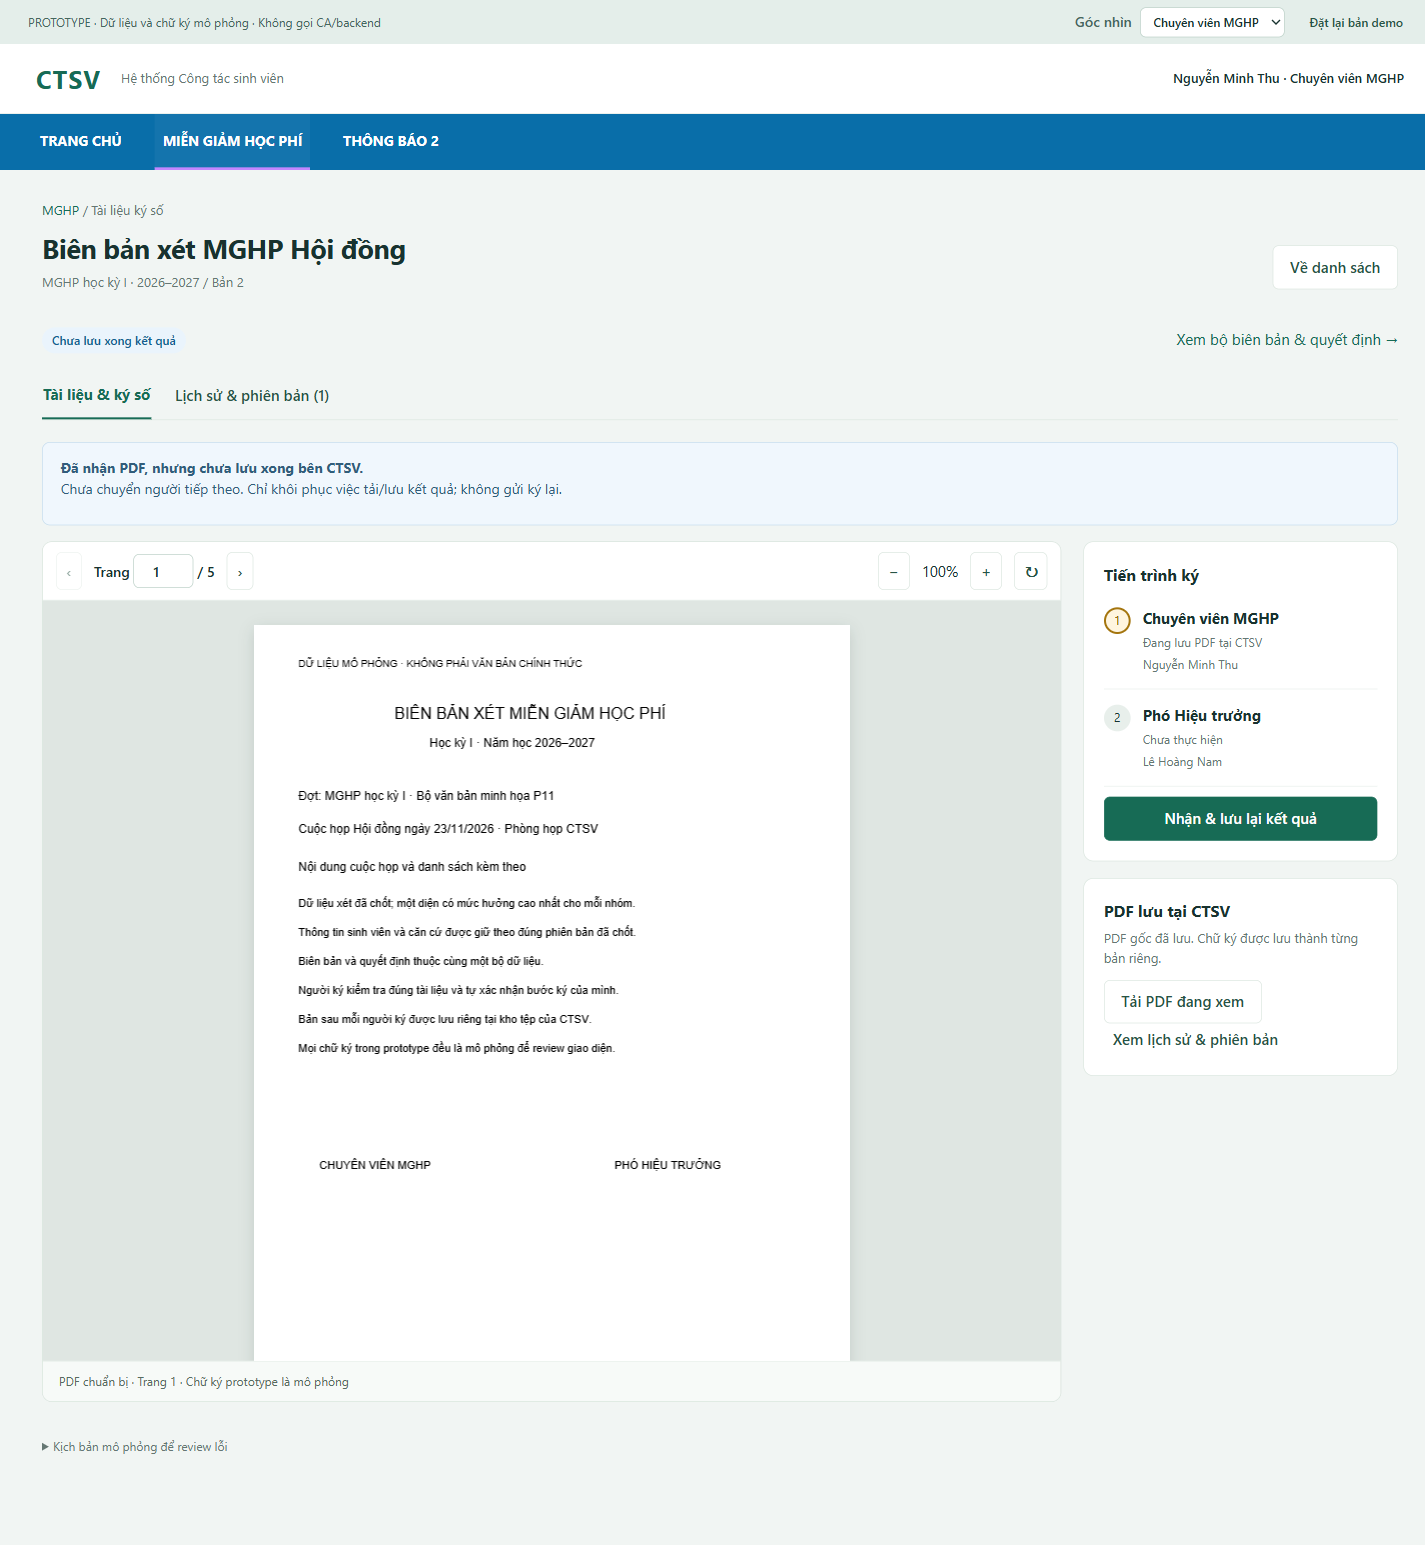 PROTOTYPE · Dữ liệu và chữ ký mô phỏng · Không gọi CA/backend
Góc nhìn
Chuyên viên MGHP
Đặt lại bản demo
CTSV
Hệ thống Công tác sinh viên
Nguyễn Minh Thu · Chuyên viên MGHP
TRANG CHỦ
MIỄN GIẢM HỌC PHÍ
THÔNG BÁO 2
MGHP / Tài liệu ký số
Biên bản xét MGHP Hội đồng
MGHP học kỳ I · 2026–2027 / Bản 2
Về danh sách
Chưa lưu xong kết quả
Xem bộ biên bản & quyết định →
Tài liệu & ký số
Lịch sử & phiên bản (1)
Đã nhận PDF, nhưng chưa lưu xong bên CTSV.
Chưa chuyển người tiếp theo. Chỉ khôi phục việc tải/lưu kết quả; không gửi ký lại.
‹ Trang 1 / 5 ›
− 100% + ↻
DỮ LIỆU MÔ PHỎNG · KHÔNG PHẢI VĂN BẢN CHÍNH THỨC
BIÊN BẢN XÉT MIỄN GIẢM HỌC PHÍ
Học kỳ I · Năm học 2026–2027
Đợt: MGHP học kỳ I · Bộ văn bản minh họa P11
Cuộc họp Hội đồng ngày 23/11/2026 · Phòng họp CTSV
Nội dung cuộc họp và danh sách kèm theo
Dữ liệu xét đã chốt; một diện có mức hưởng cao nhất cho mỗi nhóm.
Thông tin sinh viên và căn cứ được giữ theo đúng phiên bản đã chốt.
Biên bản và quyết định thuộc cùng một bộ dữ liệu.
Người ký kiểm tra đúng tài liệu và tự xác nhận bước ký của mình.
Bản sau mỗi người ký được lưu riêng tại kho tệp của CTSV.
Mọi chữ ký trong prototype đều là mô phỏng để review giao diện.
CHUYÊN VIÊN MGHP
PHÓ HIỆU TRƯỞNG
PDF chuẩn bị · Trang 1 · Chữ ký prototype là mô phỏng
Tiến trình ký
1
Chuyên viên MGHP
Đang lưu PDF tại CTSV
Nguyễn Minh Thu
2
Phó Hiệu trưởng
Chưa thực hiện
Lê Hoàng Nam
Nhận & lưu lại kết quả
PDF lưu tại CTSV
PDF gốc đã lưu. Chữ ký được lưu thành từng
bản riêng.
Tải PDF đang xem
Xem lịch sử & phiên bản
▶ Kịch bản mô phỏng để review lỗi